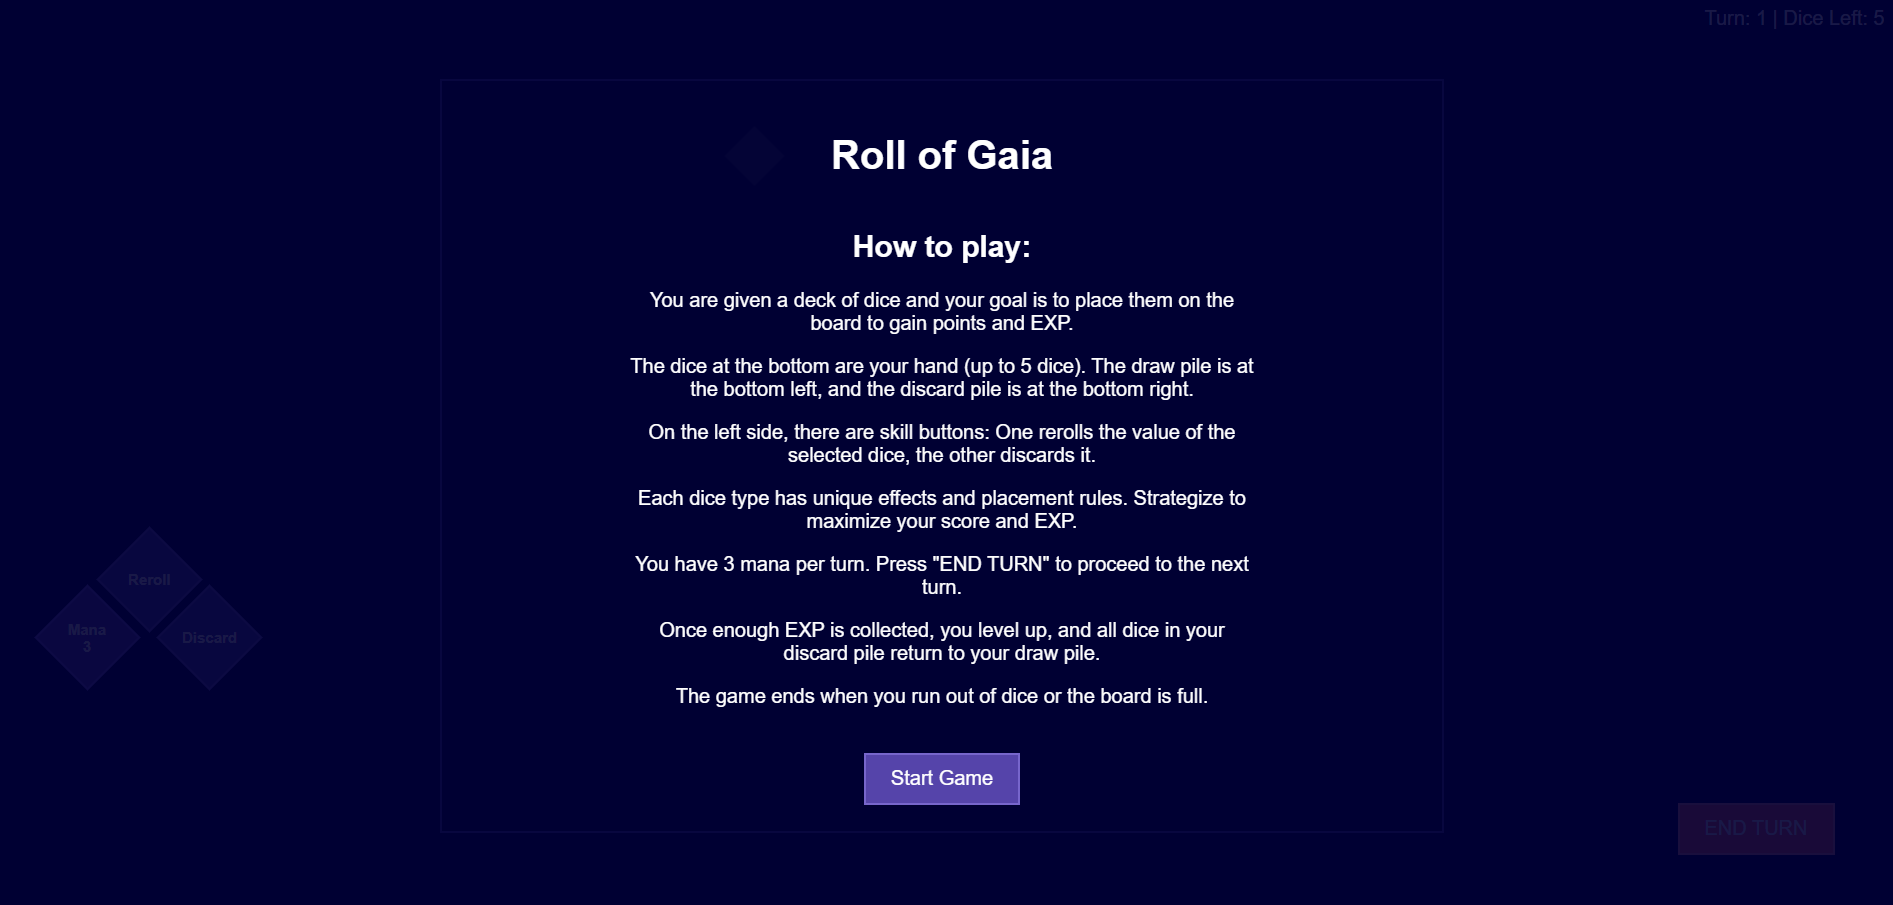 Turn: 1 | Dice Left: 5
Roll of Gaia
How to play:
You are given a deck of dice and your goal is to place them on the
board to gain points and EXP.
The dice at the bottom are your hand (up to 5 dice). The draw pile is at
the bottom left, and the discard pile is at the bottom right.
On the left side, there are skill buttons: One rerolls the value of the
selected dice, the other discards it.
Each dice type has unique effects and placement rules. Strategize to
maximize your score and EXP.
You have 3 mana per turn. Press "END TURN" to proceed to the next
turn.
Once enough EXP is collected, you level up, and all dice in your
discard pile return to your draw pile.
The game ends when you run out of dice or the board is full.
Reroll
Mana
3
Discard
Start Game
END TURN